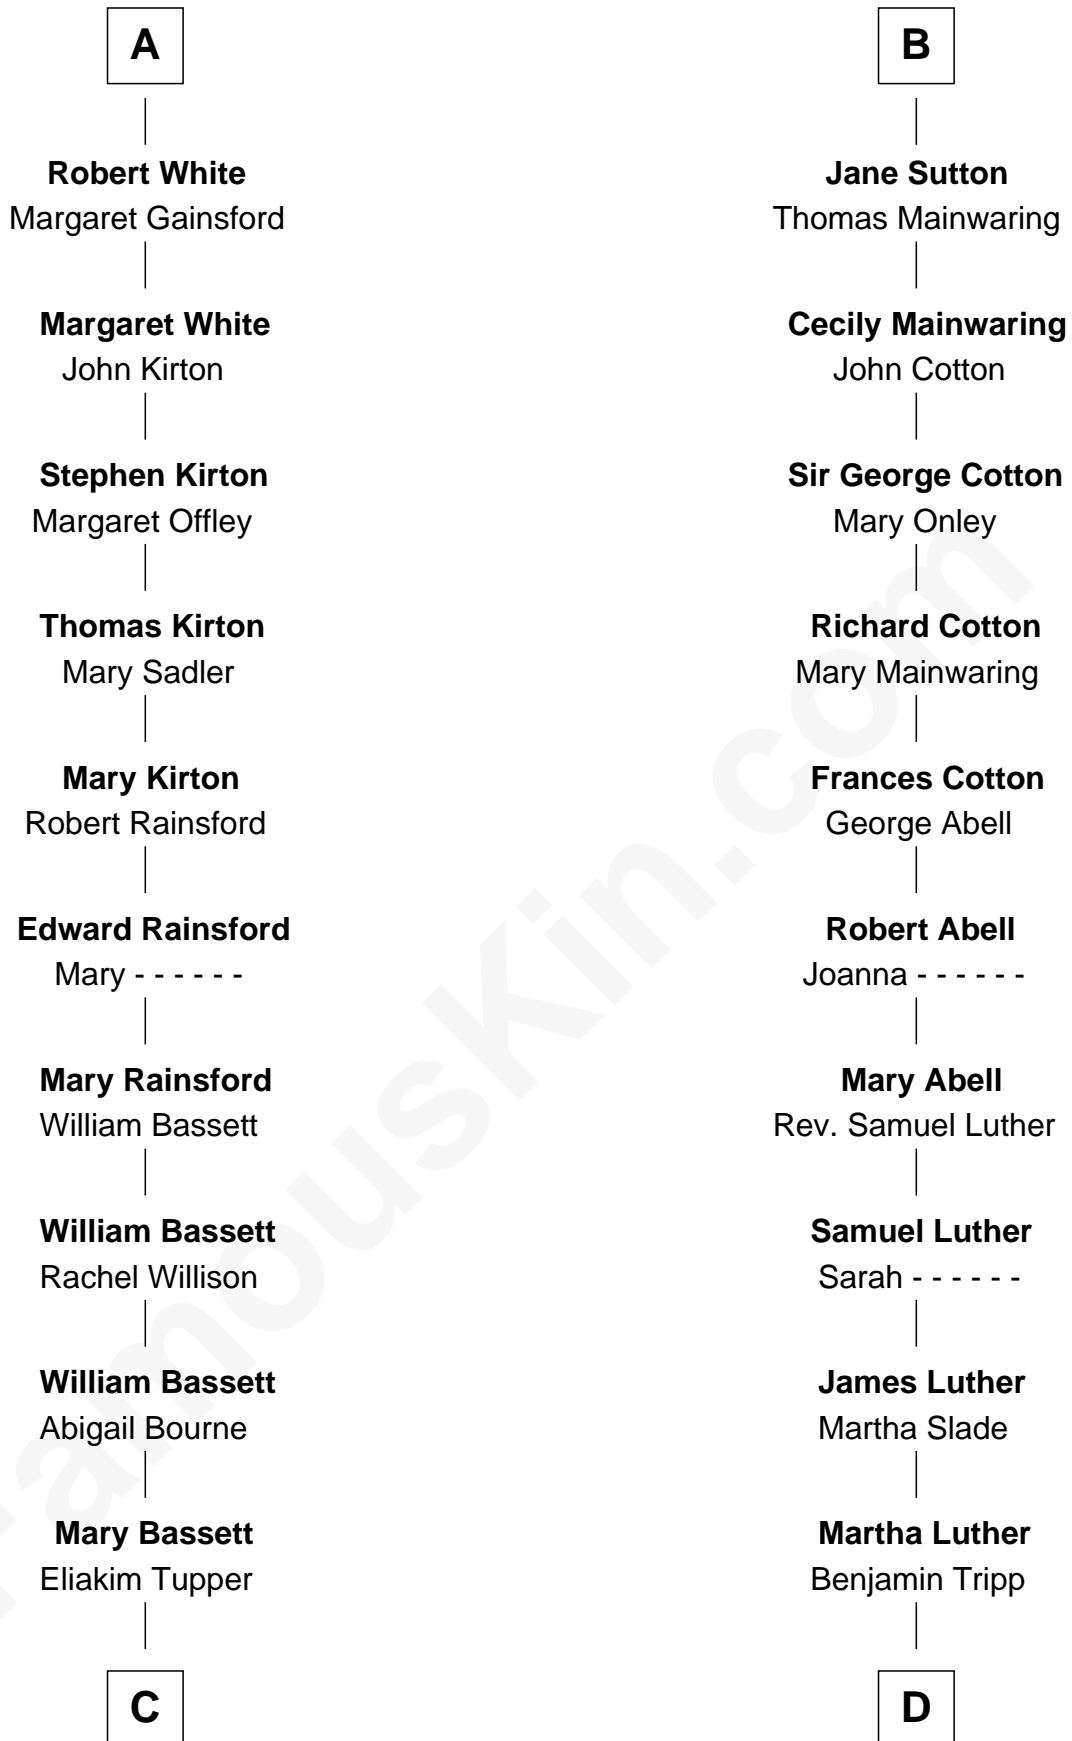 A
Robert White
Margaret Gainsford
Margaret White
John Kirton
Stephen Kirton
Margaret Offley
Thomas Kirton
Mary Sadler
Mary Kirton
Robert Rainsford
Edward Rainsford
Mary - - - - - -
Mary Rainsford
William Bassett
William Bassett
Rachel Willison
William Bassett
Abigail Bourne
Mary Bassett
Eliakim Tupper
C
B
Jane Sutton
Thomas Mainwaring
Cecily Mainwaring
John Cotton
Sir George Cotton
Mary Onley
Richard Cotton
Mary Mainwaring
Frances Cotton
George Abell
Robert Abell
Joanna - - - - - -
Mary Abell
Rev. Samuel Luther
Samuel Luther
Sarah - - - - - -
James Luther
Martha Slade
Martha Luther
Benjamin Tripp
D
FamousKin.com